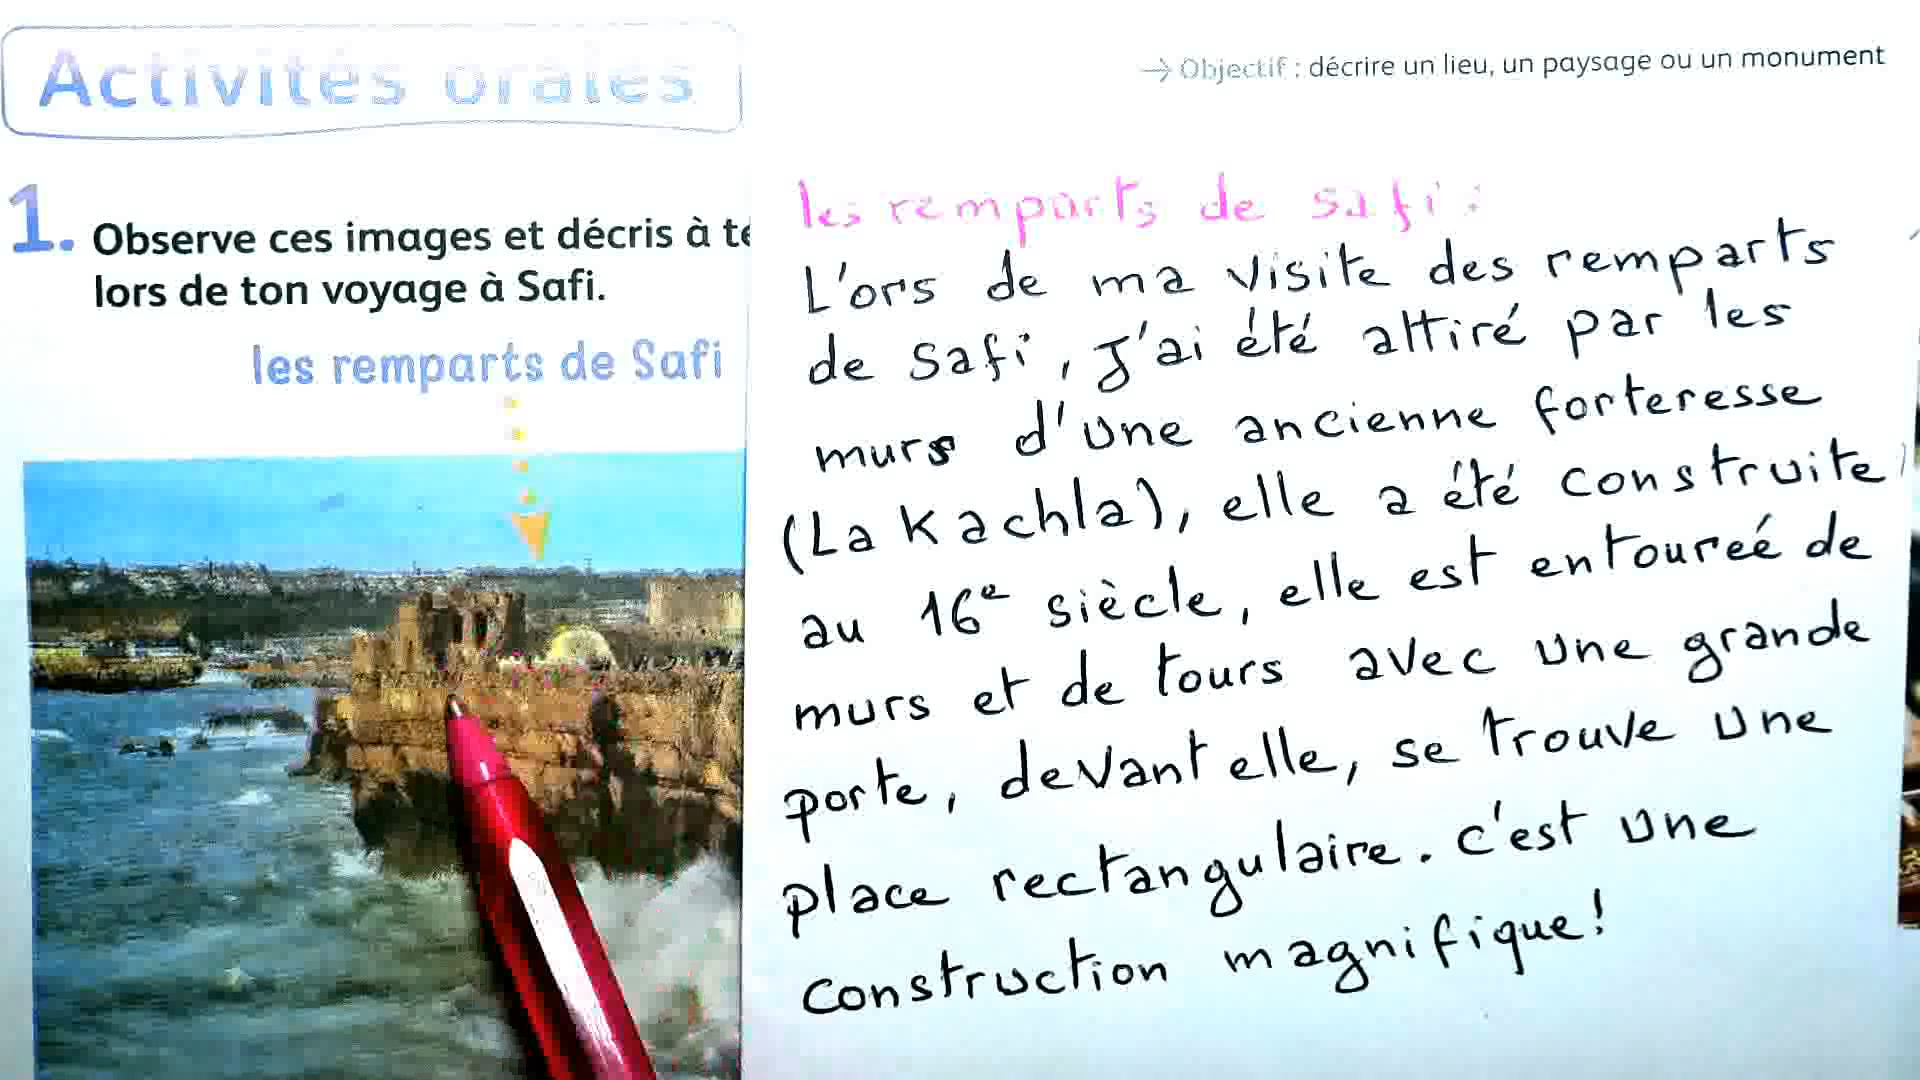 Activités orales
→ Objectif : décrire un lieu, un paysage ou un monument
1. Observe ces images et décris à te
lors de ton voyage à Safi.
les remparts de Safi
les remparts de safi :
L'ors de ma visite des remparts
de Safi, j'ai été attiré par les
murs d'une ancienne forteresse
(La Kachla), elle a été construite
au 16e siècle, elle est entoureé de
murs et de tours avec une grande
porte, devant elle, se trouve une
place rectangulaire. c'est une
construction magnifique!